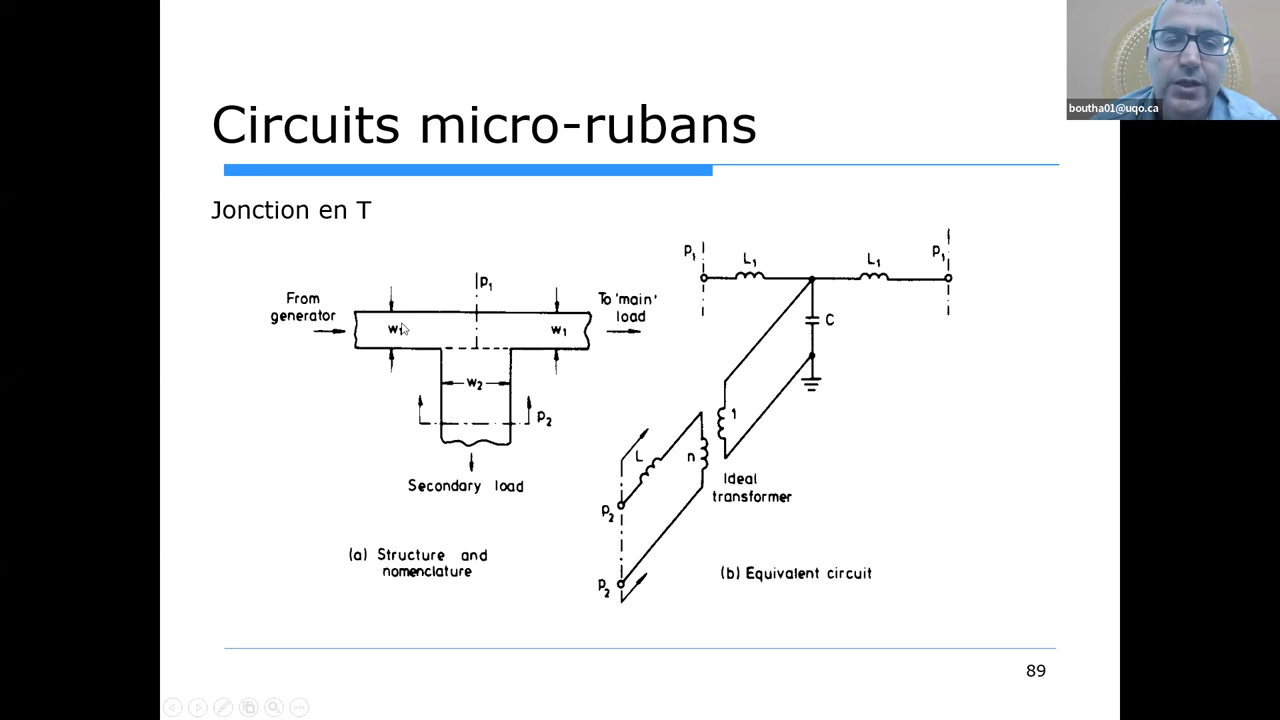 boutha01@uqo.ca
Circuits micro-rubans
Jonction en T
From
generator
w1
p1
w1
To 'main'
load
w2
p2
Secondary load
(a) Structure and
nomenclature
p1
L1
L1
p1
C
1
L
n
Ideal
transformer
p2
p2
(b) Equivalent circuit
89